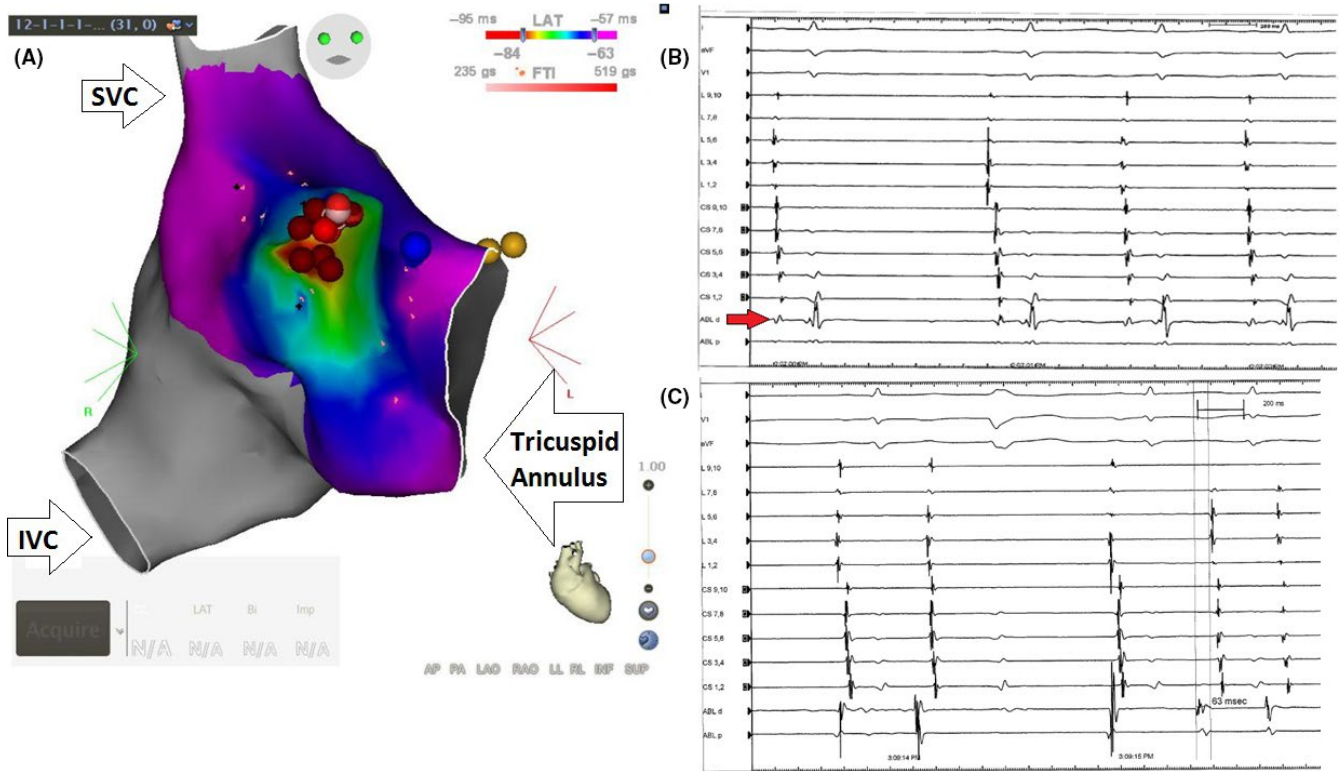 12-1-1-1-... (31, 0)
(A)
-95 ms LAT -57 ms
-84 -63
235 gs FTI 519 gs
SVC
R
L
Tricuspid
Annulus
IVC
1.00
Acquire
LAT Bi Imp
N/A N/A N/A N/A
AP PA LAO RAO LL RL INF SUP
(B)
200 ms
I
aVF
V1
L 9,10
L 7,8
L 5,6
L 3,4
L 1,2
CS 9,10
CS 7,8
CS 5,6
CS 3,4
CS 1,2
ABL d
ABL p
(C)
I
200 ms
V1
aVF
L 9,10
L 7,8
L 5,6
L 3,4
L 1,2
CS 9,10
CS 7,8
CS 5,6
CS 3,4
CS 1,2
63 msec
ABL d
ABL p
3:09:14 PM
3:09:15 PM